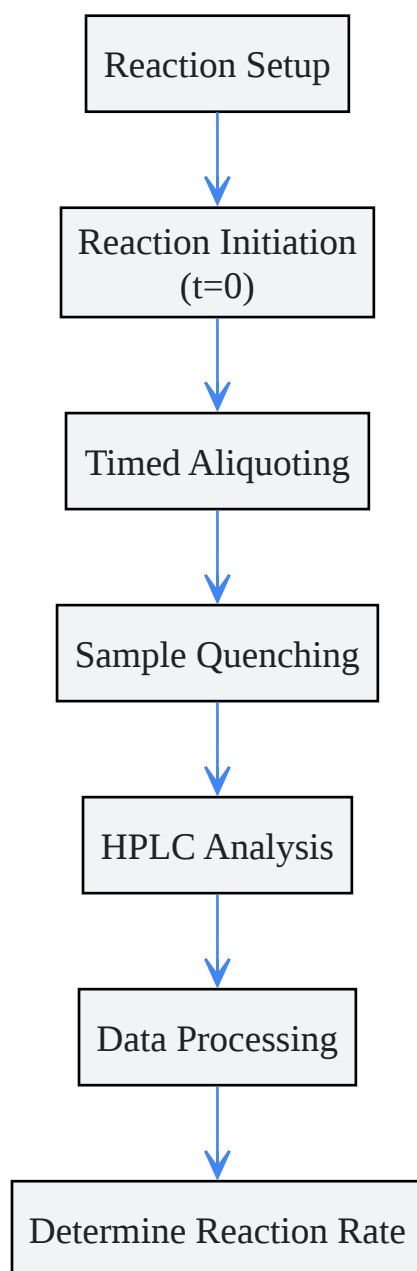 Reaction Setup
Reaction Initiation
(t=0)
Timed Aliquoting
Sample Quenching
HPLC Analysis
Data Processing
Determine Reaction Rate